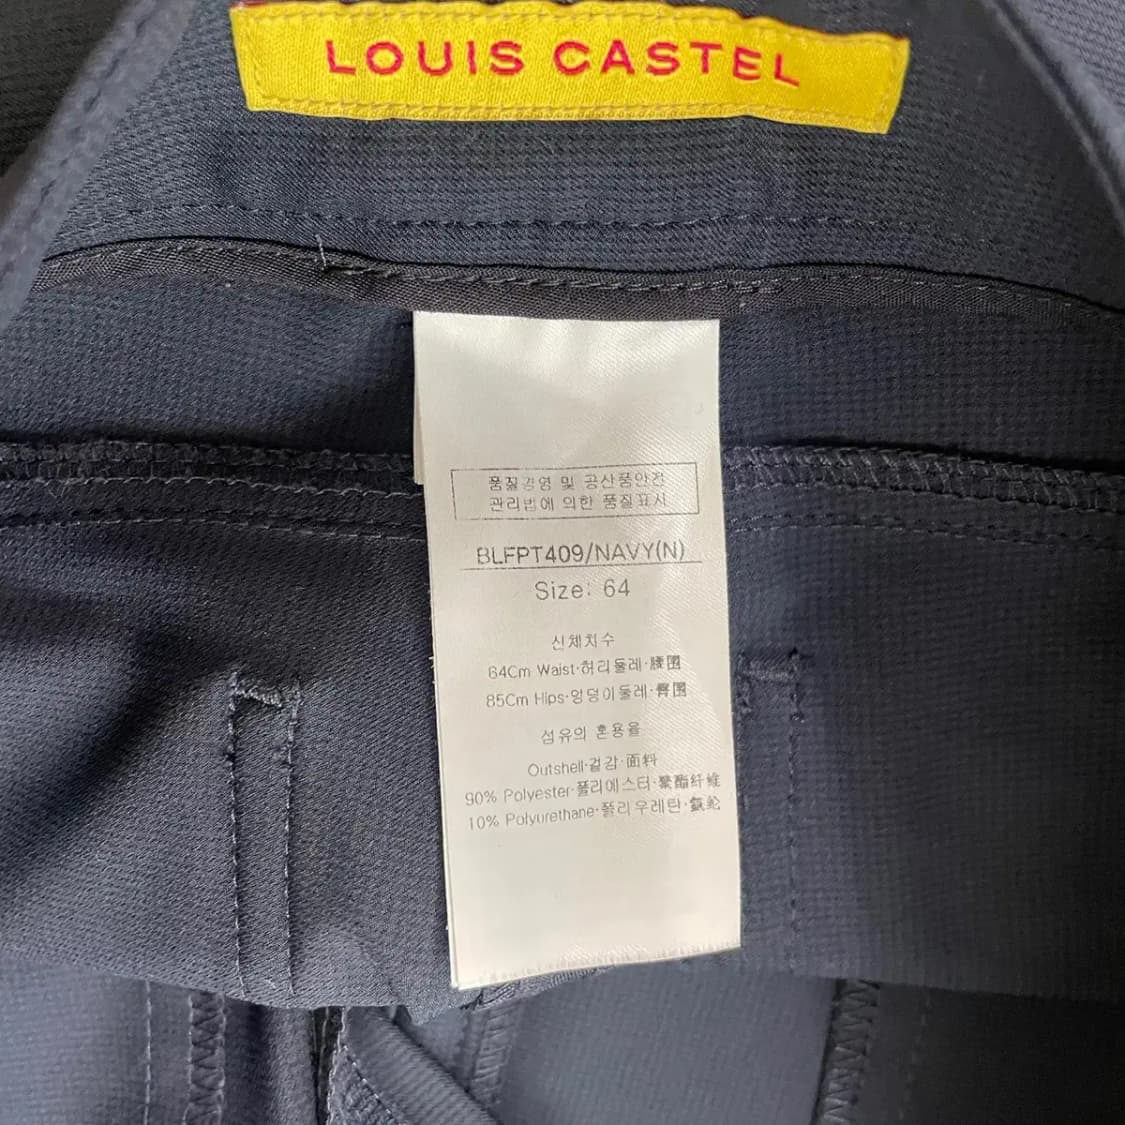 LOUIS CASTEL
품질경영 및 공산품안전
관리법에 의한 품질표시
BLFPT409/NAVY(N)
Size: 64
신체치수
64Cm Waist·허리둘레·腰围
85Cm Hips·엉덩이둘레·臀围
섬유의 혼용율
Outshell·겉감·面料
90% Polyester·폴리에스터·聚酯纤维
10% Polyurethane·폴리우레탄·氨纶